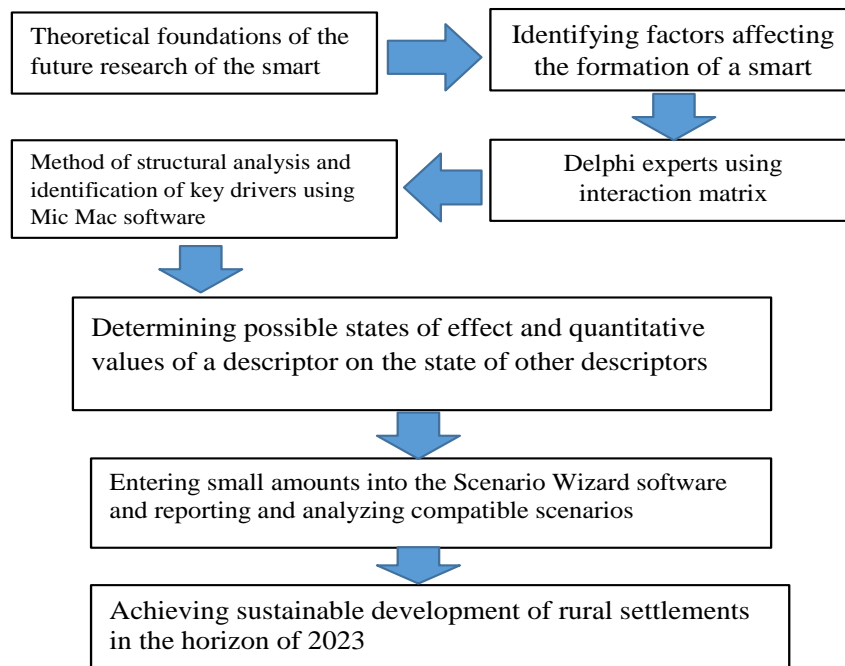 Theoretical foundations of the
future research of the smart
Identifying factors affecting
the formation of a smart
Delphi experts using
interaction matrix
Method of structural analysis and
identification of key drivers using
Mic Mac software
Determining possible states of effect and quantitative
values of a descriptor on the state of other descriptors
Entering small amounts into the Scenario Wizard software
and reporting and analyzing compatible scenarios
Achieving sustainable development of rural settlements
in the horizon of 2023